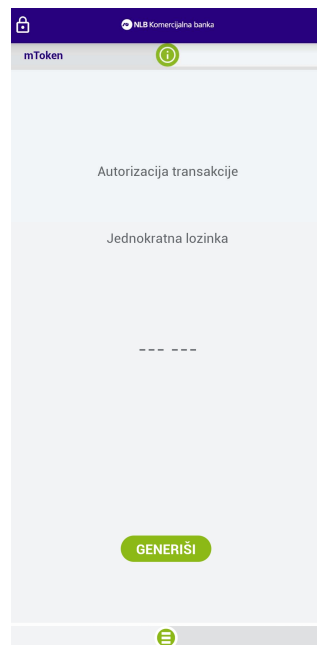 NLB Komercijalna banka
mToken
Autorizacija transakcije
Jednokratna lozinka
--- ---
GENERIŠI